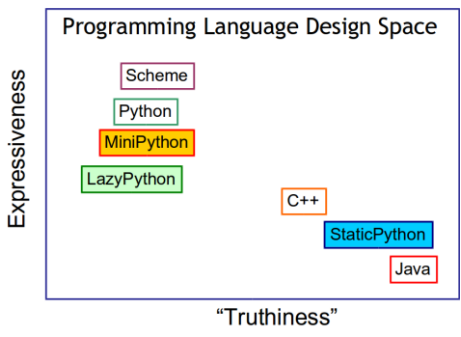 Programming Language Design Space
Expressiveness
Scheme
Python
MiniPython
LazyPython
C++
StaticPython
Java
“Truthiness”